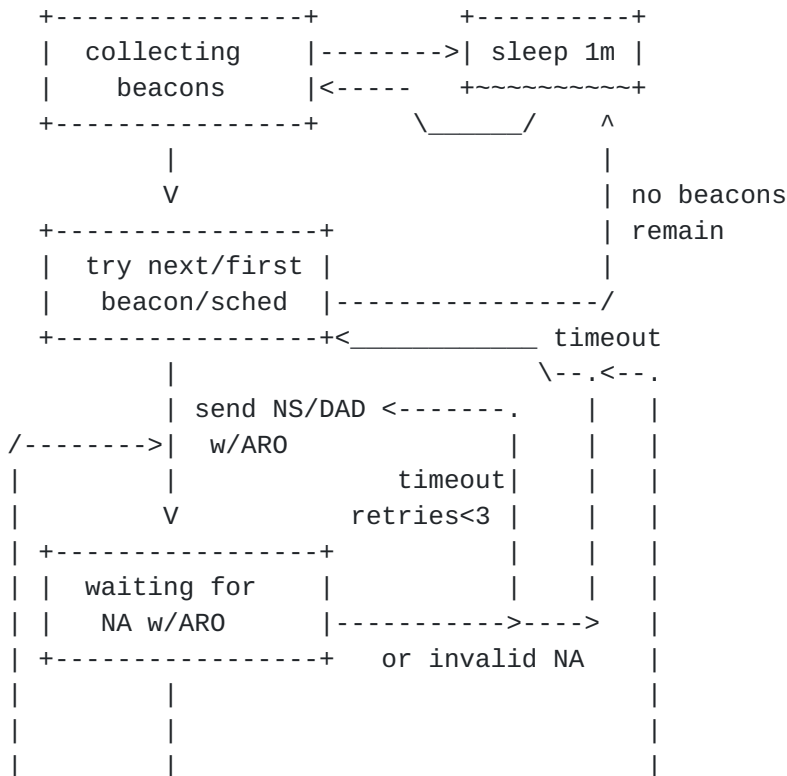 collecting
sleep 1m
beacons
no beacons
remain
try next/first
beacon/sched
timeout
send NS/DAD
w/ARO
timeout
retries<3
waiting for
NA w/ARO
or invalid NA